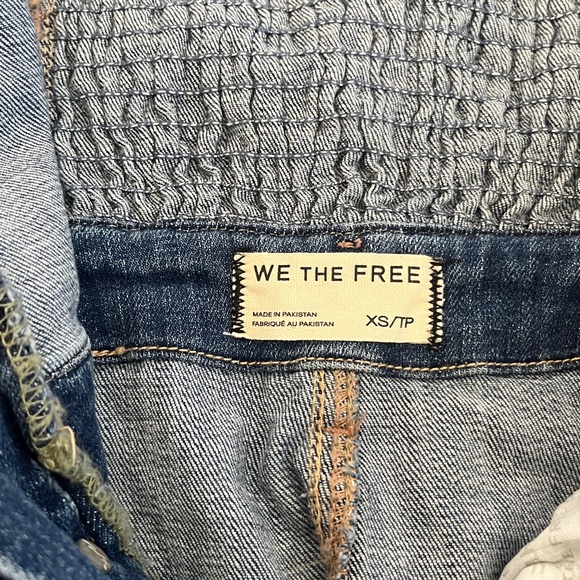 WE THE FREE
MADE IN PAKISTAN
FABRIQUÉ AU PAKISTAN
XS/TP